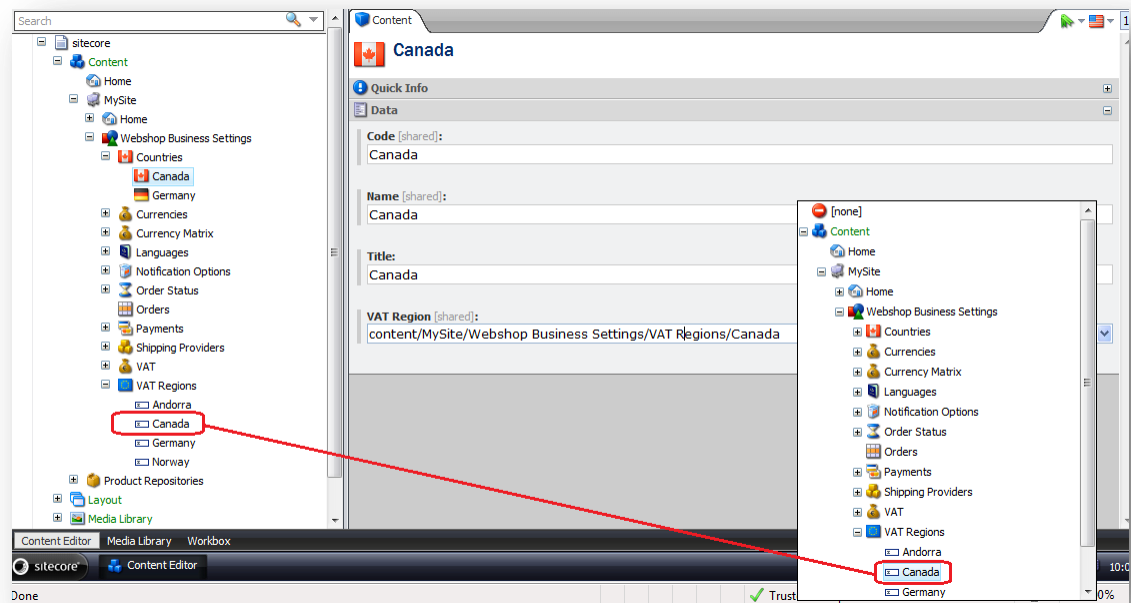 Search
sitecore
Content
Home
MySite
Home
Webshop Business Settings
Countries
Canada
Germany
Currencies
Currency Matrix
Languages
Notification Options
Order Status
Orders
Payments
Shipping Providers
VAT
VAT Regions
Andorra
Canada
Germany
Norway
Product Repositories
Layout
Media Library
Content Editor Media Library Workbox
sitecore Content Editor
Done
Content
1
Canada
Quick Info
Data
Code [shared]:
Canada
Name [shared]:
Canada
Title:
Canada
VAT Region [shared]:
content/MySite/Webshop Business Settings/VAT Regions/Canada
[none]
Content
Home
MySite
Home
Webshop Business Settings
Countries
Currencies
Currency Matrix
Languages
Notification Options
Order Status
Orders
Payments
Shipping Providers
VAT
VAT Regions
Andorra
Canada
Germany
10:0
Trust
0%